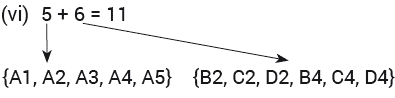 (vi) 5 + 6 = 11
{A1, A2, A3, A4, A5} {B2, C2, D2, B4, C4, D4}